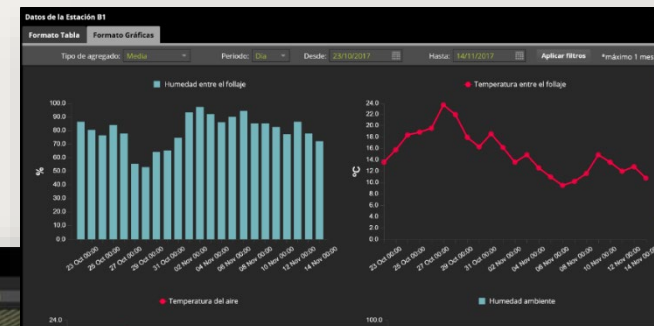 Datos de la Estación B1
Formato Tabla Formato Gráficas
Tipo de agregado: Media Periodo: Día Desde: 23/10/2017 Hasta: 14/11/2017 Aplicar filtros *máximo 1 mes
Humedad entre el follaje
100.0
90.0
80.0
70.0
60.0
50.0
40.0
30.0
20.0
10.0
0.0
%
23 Oct 00:00 25 Oct 00:00 27 Oct 00:00 29 Oct 00:00 31 Oct 00:00 02 Nov 00:00 04 Nov 00:00 06 Nov 00:00 08 Nov 00:00 10 Nov 00:00 12 Nov 00:00 14 Nov 00:00
Temperatura entre el follaje
24.0
22.0
20.0
18.0
16.0
14.0
12.0
10.0
8.0
6.0
4.0
2.0
0.0
°C
23 Oct 00:00 25 Oct 00:00 27 Oct 00:00 29 Oct 00:00 31 Oct 00:00 02 Nov 00:00 04 Nov 00:00 06 Nov 00:00 08 Nov 00:00 10 Nov 00:00 12 Nov 00:00 14 Nov 00:00
Temperatura del aire
24.0
Humedad ambiente
100.0